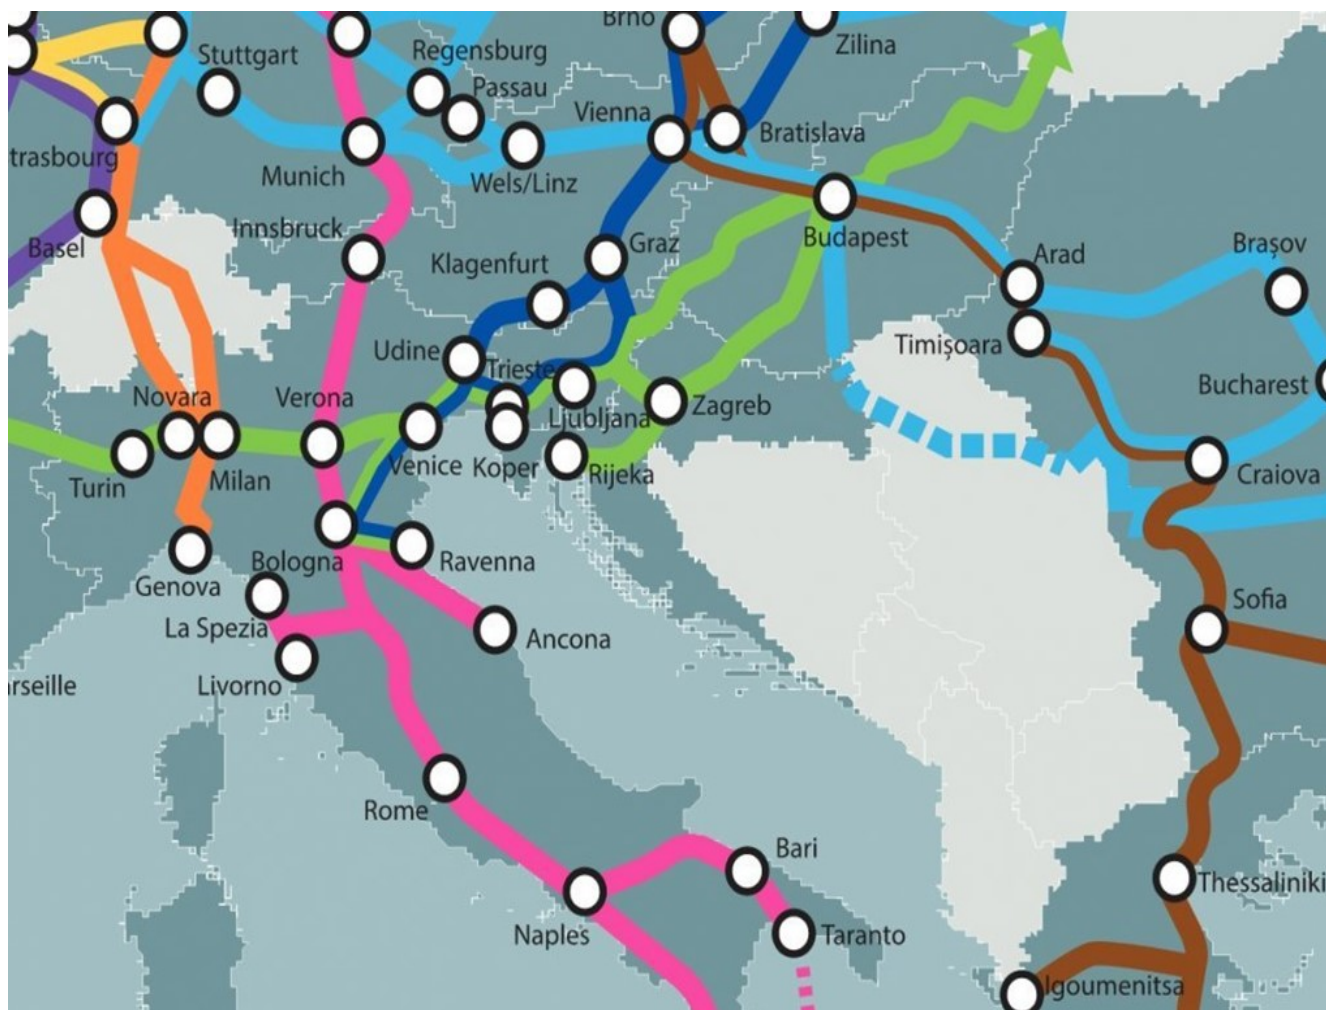 Brno
Zilina
Stuttgart
Regensburg
Passau
Vienna
Bratislava
trasbourg
Munich
Wels/Linz
Basel
Innsbruck
Klagenfurt
Graz
Budapest
Arad
Brașov
Udine
Trieste
Timișoara
Novara
Verona
Ljubljana
Zagreb
Bucharest
Turin
Milan
Venice
Koper
Rijeka
Craiova
Genova
Bologna
Ravenna
La Spezia
Ancona
Sofia
arseille
Livorno
Rome
Bari
Thessaliniki
Naples
Taranto
Igoumenitsa